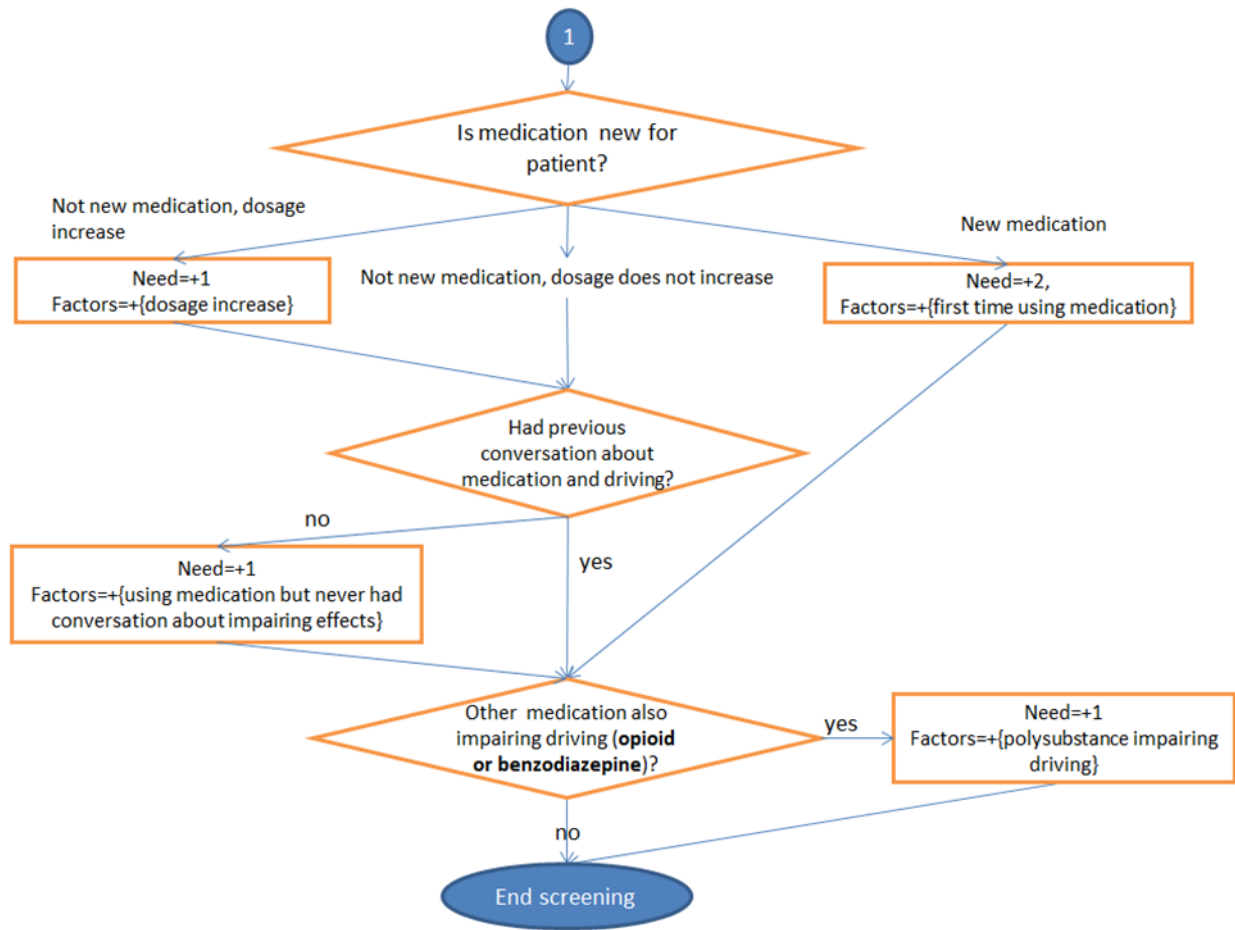 1
Is medication new for
patient?
Not new medication, dosage
increase
New medication
Need=+1
Factors=+{dosage increase}
Not new medication, dosage does not increase
Need=+2,
Factors=+{first time using medication}
Had previous
conversation about
medication and driving?
no
yes
Need=+1
Factors=+{using medication but never had
conversation about impairing effects}
Other medication also
impairing driving (opioid
or benzodiazepine)?
yes
Need=+1
Factors=+{polysubstance impairing
driving}
no
End screening